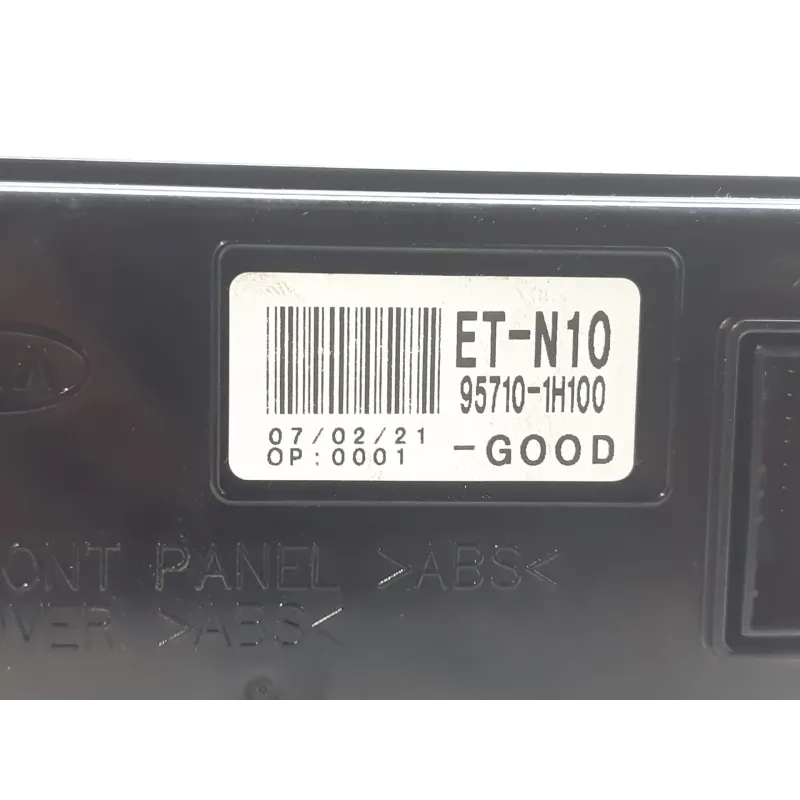 ET-N10
95710-1H100
07/02/21
OP:0001 -GOOD
PANEL >ABS<
>ABS<